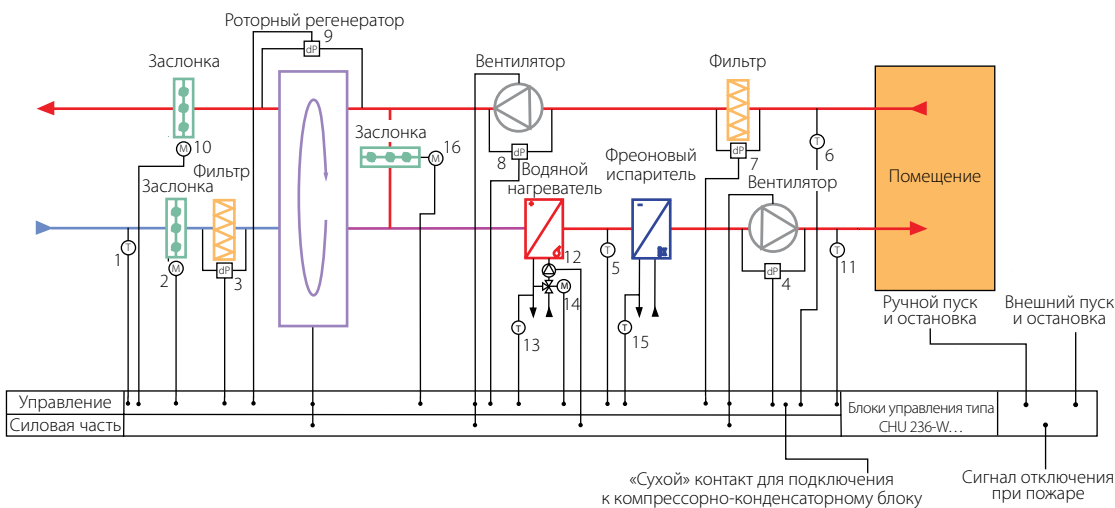 Роторный регенератор
9
dP
Заслонка
Вентилятор
Фильтр
M 10
Заслонка
M 16
8 dP
dP
7
T
6
Фильтр
Заслонка
Водяной
нагреватель
Фреоновый
испаритель
Вентилятор
Помещение
T
1
M
2
dP
3
12
T
5
dP
4
T
11
M
14
T
13
T
15
Ручной пуск
и остановка
Внешний пуск
и остановка
Управление
Силовая часть
Блоки управления типа
CHU 236-W…
«Сухой» контакт для подключения
к компрессорно-конденсаторному блоку
Сигнал отключения
при пожаре